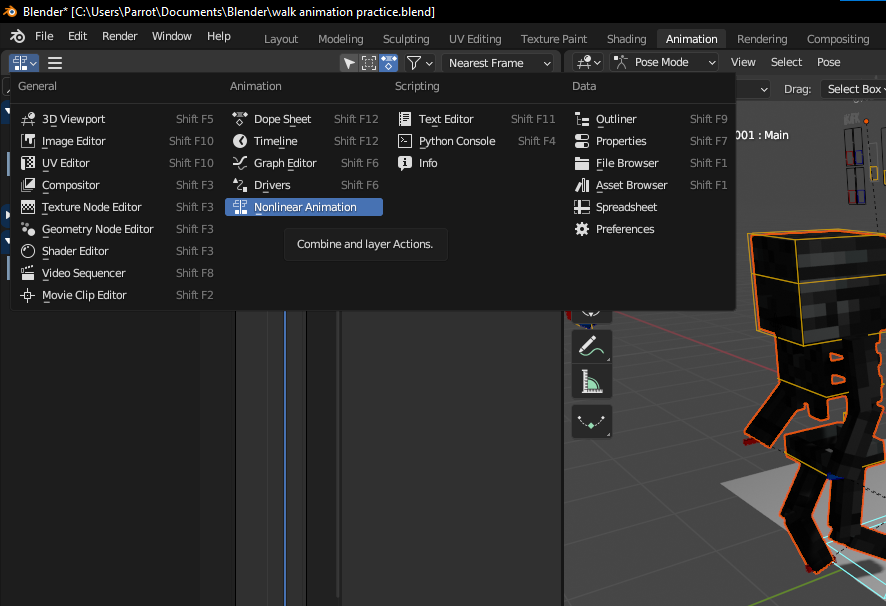 Blender* [C:\Users\Parrot\Documents\Blender\walk animation practice.blend]
File Edit Render Window Help Layout Modeling Sculpting UV Editing Texture Paint Shading Animation Rendering Compositing
Nearest Frame Pose Mode View Select Pose
Drag: Select Box
General
3D Viewport Shift F5
Image Editor Shift F10
UV Editor Shift F10
Compositor Shift F3
Texture Node Editor Shift F3
Geometry Node Editor Shift F3
Shader Editor Shift F3
Video Sequencer Shift F8
Movie Clip Editor Shift F2
Animation
Dope Sheet Shift F12
Timeline Shift F12
Graph Editor Shift F6
Drivers Shift F6
Nonlinear Animation
Combine and layer Actions.
Scripting
Text Editor Shift F11
Python Console Shift F4
Info
Data
Outliner Shift F9
Properties Shift F7
File Browser Shift F1
Asset Browser Shift F1
Spreadsheet
Preferences
001 : Main